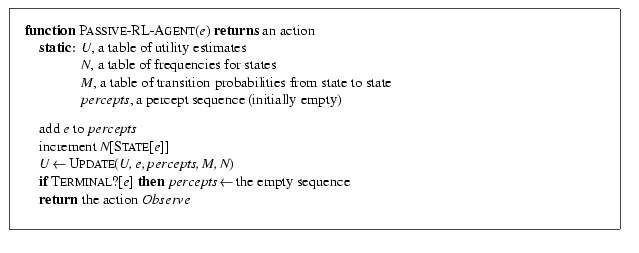 function PASSIVE-RL-AGENT(e) returns an action
static: U, a table of utility estimates
N, a table of frequencies for states
M, a table of transition probabilities from state to state
percepts, a percept sequence (initially empty)
add e to percepts
increment N[STATE[e]]
U ← UPDATE(U, e, percepts, M, N)
if TERMINAL?[e] then percepts ← the empty sequence
return the action Observe